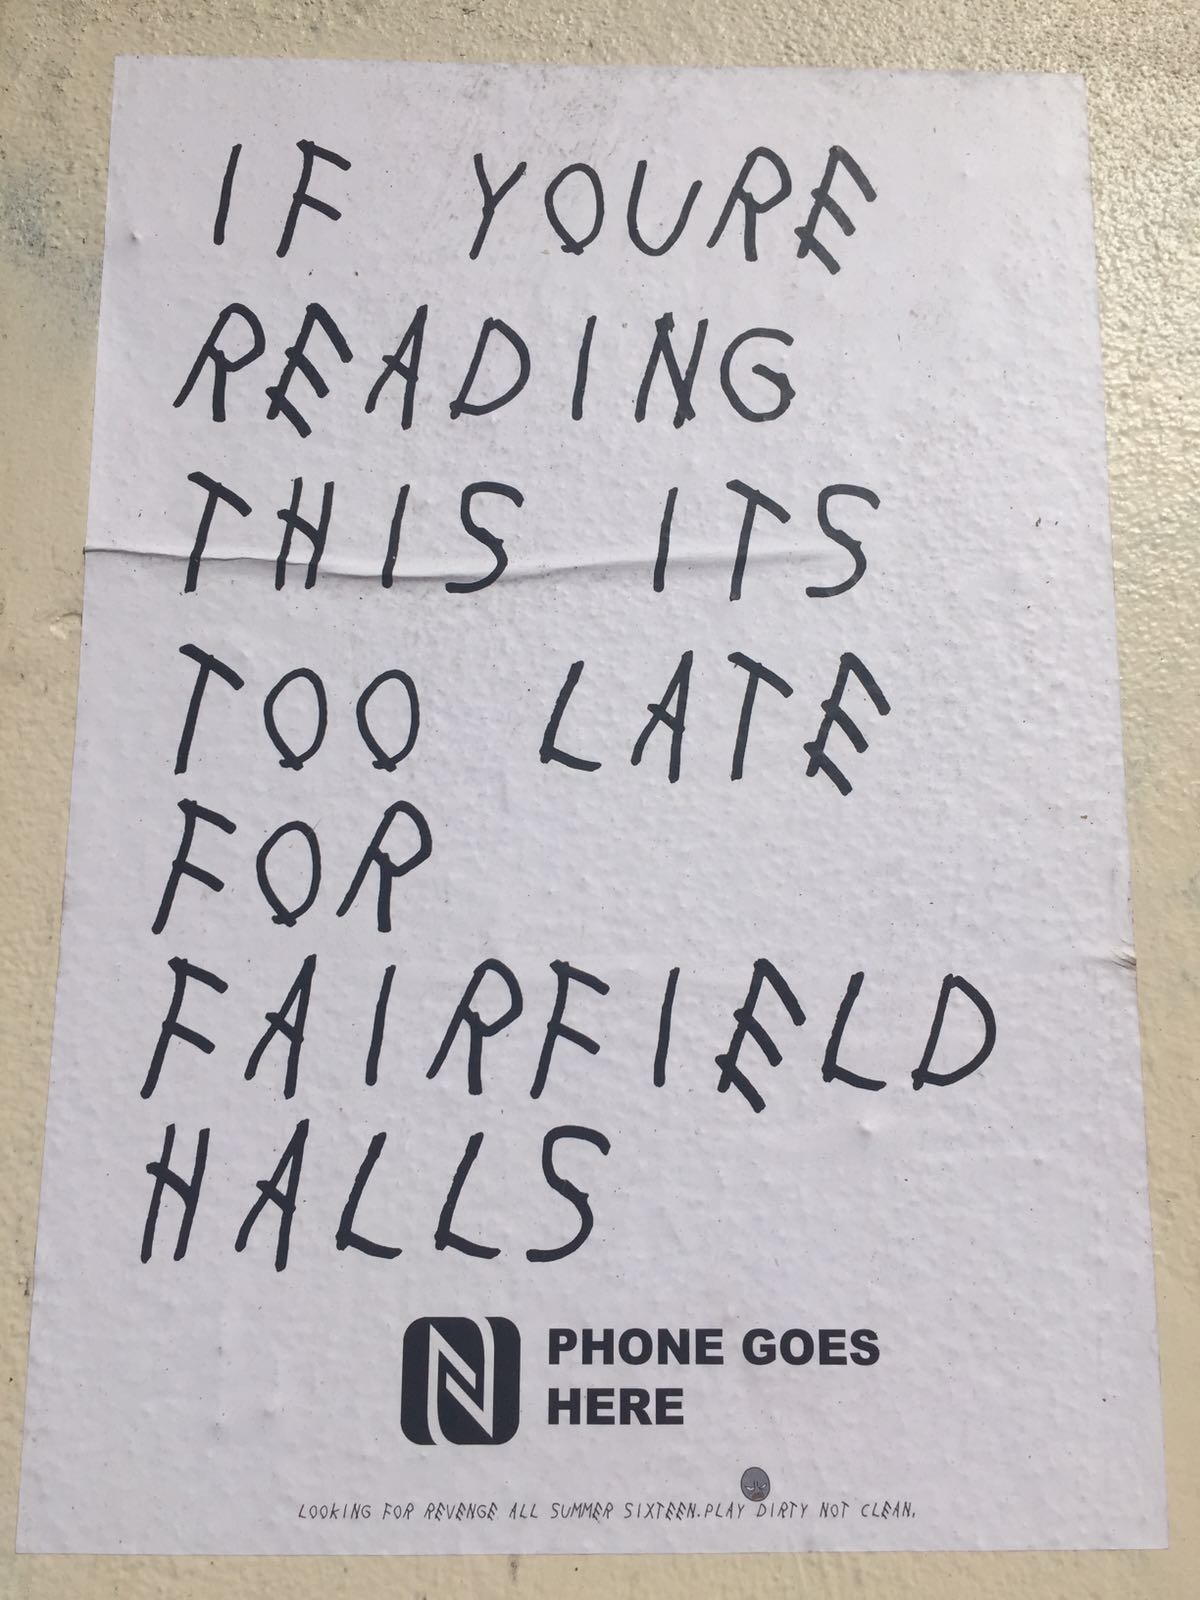 IF YOURE
READING
THIS ITS
TOO LATE
FOR
FAIRFIELD
HALLS
N PHONE GOES
HERE
LOOKING FOR REVENGE ALL SUMMER SIXTEEN.PLAY DIRTY NOT CLEAN.